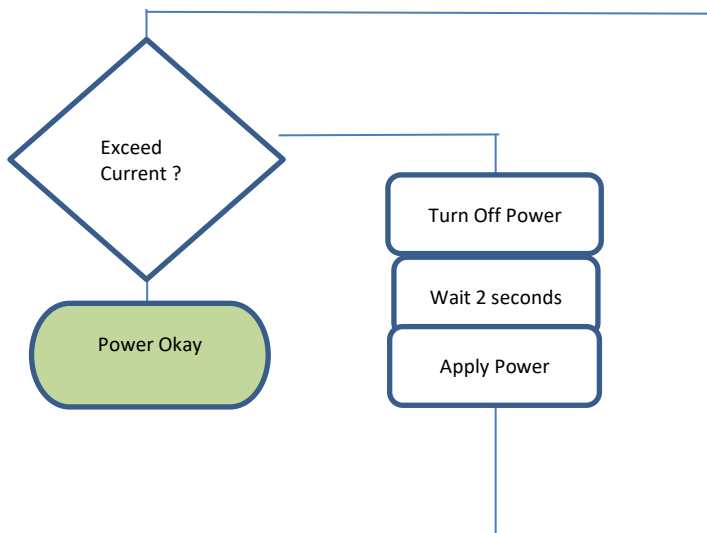 Exceed
Current ?
Turn Off Power
Wait 2 seconds
Power Okay
Apply Power